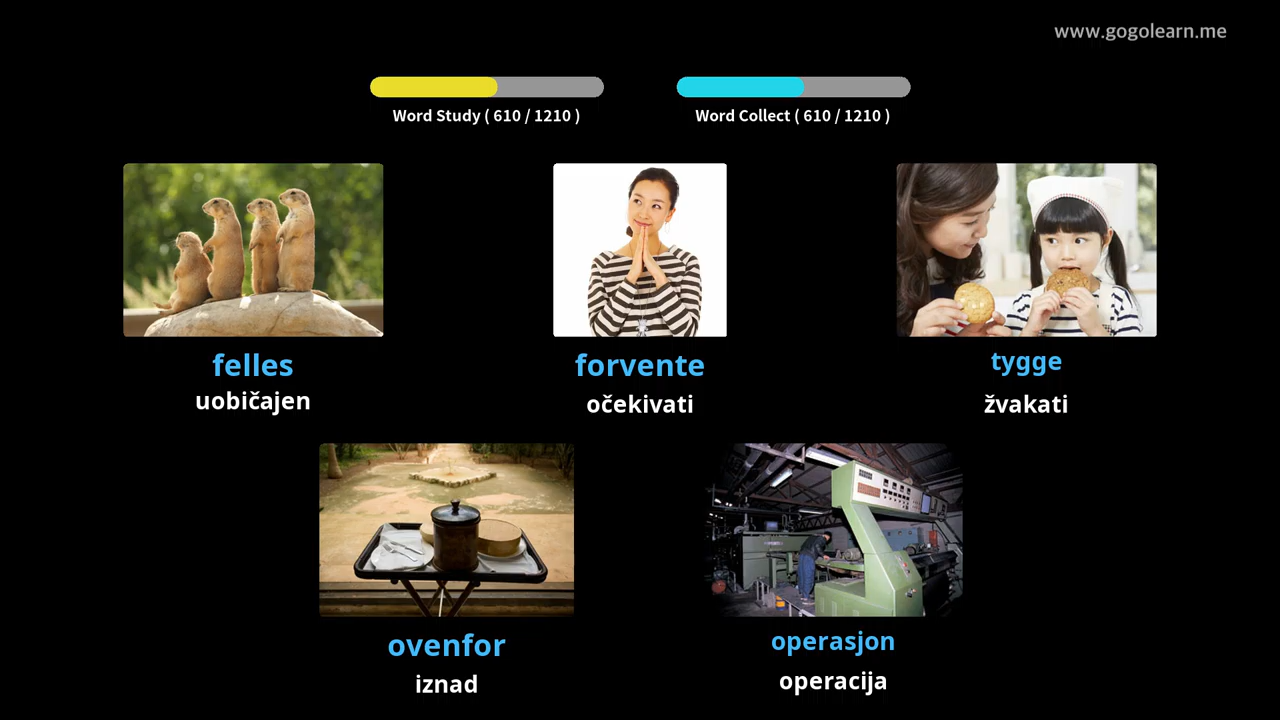 www.gogolearn.me
Word Study ( 610 / 1210 )
Word Collect ( 610 / 1210 )
felles
uobičajen
forvente
očekivati
tygge
žvakati
ovenfor
iznad
operasjon
operacija